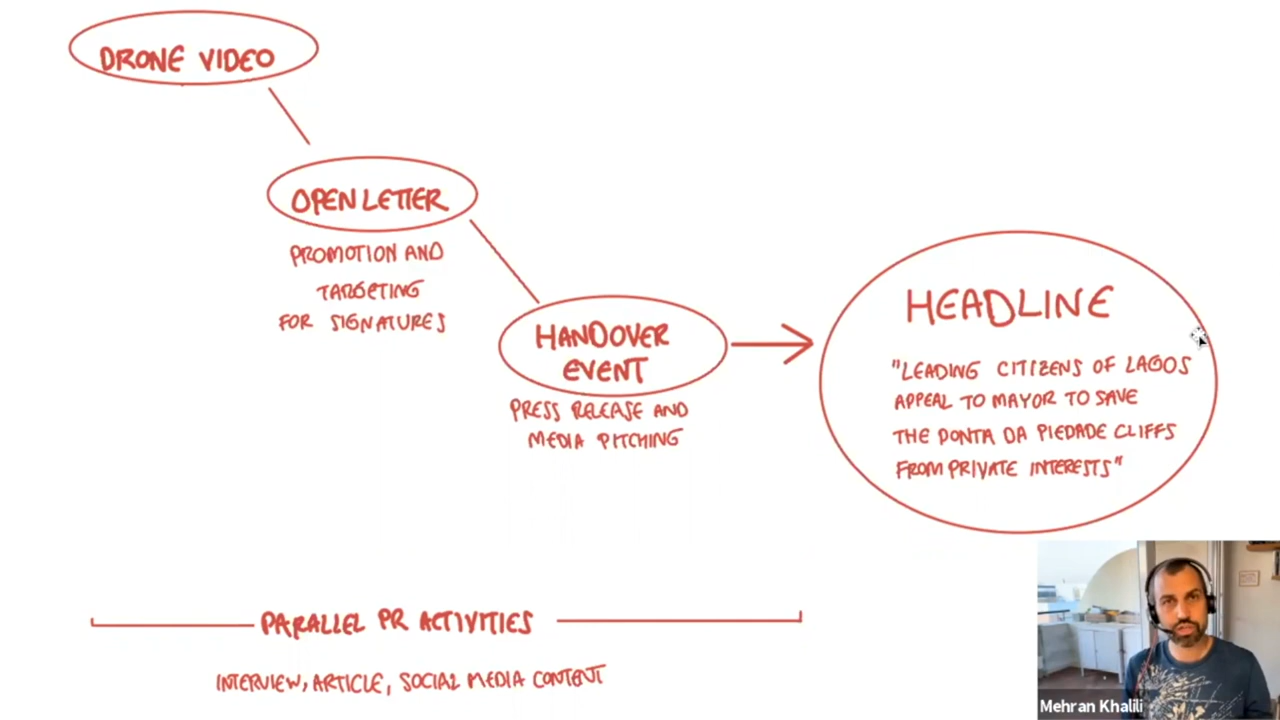 DRONE VIDEO
OPEN LETTER
PROMOTION AND
TARGETING
FOR SIGNATURES
HANDOVER
EVENT
PRESS RELEASE AND
MEDIA PITCHING
HEADLINE
"LEADING CITIZENS OF LAGOS
APPEAL TO MAYOR TO SAVE
THE PONTA DA PIEDADE CLIFFS
FROM PRIVATE INTERESTS"
PARALLEL PR ACTIVITIES
INTERVIEW, ARTICLE, SOCIAL MEDIA CONTENT
Mehran Khalili